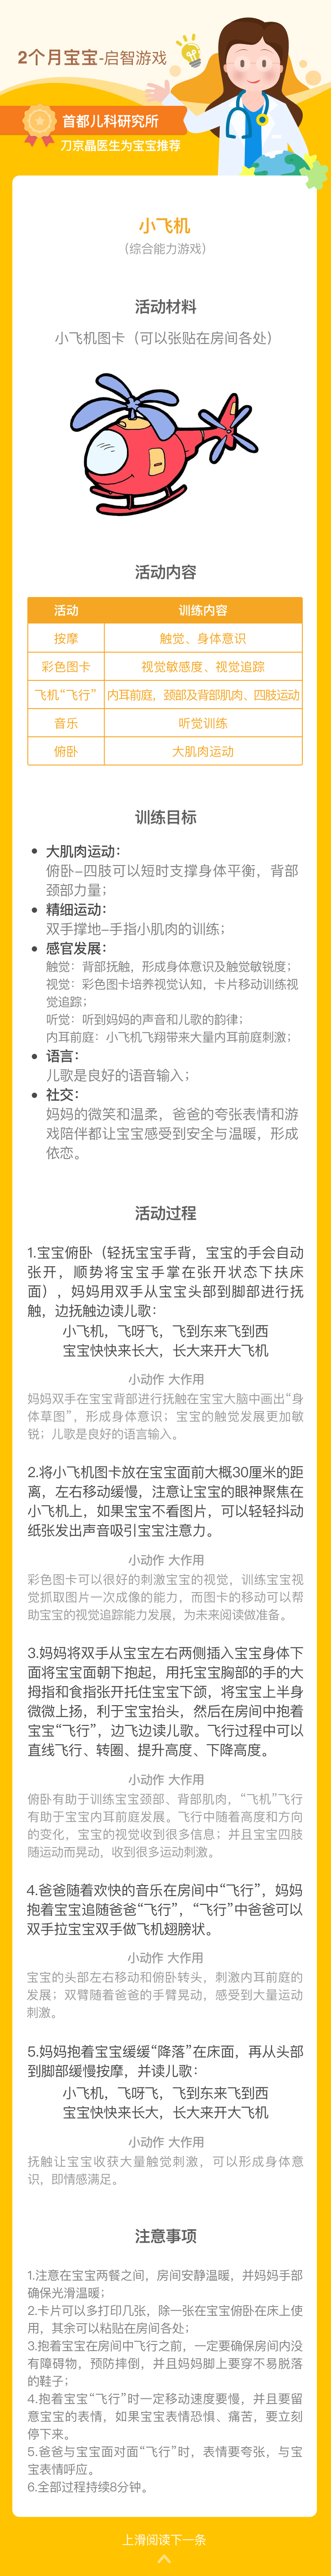 2个月宝宝-启智游戏
首都儿科研究所
刀京晶医生为宝宝推荐
小飞机
（综合能力游戏）
活动材料
小飞机图卡（可以张贴在房间各处）
活动内容
活动 训练内容
按摩 触觉、身体意识
彩色图卡 视觉敏感度、视觉追踪
飞机“飞行” 内耳前庭，颈部及背部肌肉、四肢运动
音乐 听觉训练
俯卧 大肌肉运动
训练目标
● 大肌肉运动：
俯卧-四肢可以短时支撑身体平衡，背部
颈部力量；
● 精细运动：
双手撑地-手指小肌肉的训练；
● 感官发展：
触觉：背部抚触，形成身体意识及触觉敏锐度；
视觉：彩色图卡培养视觉认知，卡片移动训练视
觉追踪；
听觉：听到妈妈的声音和儿歌的韵律；
内耳前庭：小飞机飞翔带来大量内耳前庭刺激；
● 语言：
儿歌是良好的语音输入；
● 社交：
妈妈的微笑和温柔，爸爸的夸张表情和游
戏陪伴都让宝宝感受到安全与温暖，形成
依恋。
活动过程
1.宝宝俯卧（轻抚宝宝手背，宝宝的手会自动
张开，顺势将宝宝手掌在张开状态下扶床
面），妈妈用双手从宝宝头部到脚部进行抚
触，边抚触边读儿歌：
小飞机，飞呀飞，飞到东来飞到西
宝宝快快来长大，长大来开大飞机
小动作 大作用
妈妈双手在宝宝背部进行抚触在宝宝大脑中画出“身
体草图”，形成身体意识；宝宝的触觉发展更加敏
锐；儿歌是良好的语言输入。
2.将小飞机图卡放在宝宝面前大概30厘米的距
离，左右移动缓慢，注意让宝宝的眼神聚焦在
小飞机上，如果宝宝不看图片，可以轻轻抖动
纸张发出声音吸引宝宝注意力。
小动作 大作用
彩色图卡可以很好的刺激宝宝的视觉，训练宝宝视
觉抓取图片一次成像的能力，而图卡的移动可以帮
助宝宝的视觉追踪能力发展，为未来阅读做准备。
3.妈妈将双手从宝宝左右两侧插入宝宝身体下
面将宝宝面朝下抱起，用托宝宝胸部的手的大
拇指和食指张开托住宝宝下颌，将宝宝上半身
微微上扬，利于宝宝抬头，然后在房间中抱着
宝宝“飞行”，边飞边读儿歌。飞行过程中可以
直线飞行、转圈、提升高度、下降高度。
小动作 大作用
俯卧有助于训练宝宝颈部、背部肌肉，“飞机”飞行
有助于宝宝内耳前庭发展。飞行中随着高度和方向
的变化，宝宝的视觉收到很多信息；并且宝宝四肢
随运动而晃动，收到很多运动刺激。
4.爸爸随着欢快的音乐在房间中“飞行”，妈妈
抱着宝宝追随爸爸“飞行”，“飞行”中爸爸可以
双手拉宝宝双手做飞机翅膀状。
小动作 大作用
宝宝的头部左右移动和俯卧转头，刺激内耳前庭的
发展；双臂随着爸爸的手臂晃动，感受到大量运动
刺激。
5.妈妈抱着宝宝缓缓“降落”在床面，再从头部
到脚部缓慢按摩，并读儿歌：
小飞机，飞呀飞，飞到东来飞到西
宝宝快快来长大，长大来开大飞机
小动作 大作用
抚触让宝宝收获大量触觉刺激，可以形成身体意
识，即情感满足。
注意事项
1.注意在宝宝两餐之间，房间安静温暖，并妈妈手部
确保光滑温暖；
2.卡片可以多打印几张，除一张在宝宝俯卧在床上使
用，其余可以粘贴在房间各处；
3.抱着宝宝在房间中飞行之前，一定要确保房间内没
有障碍物，预防摔倒，并且妈妈脚上要穿不易脱落
的鞋子；
4.抱着宝宝“飞行”时一定移动速度要慢，并且要留
意宝宝的表情，如果宝宝表情恐惧、痛苦，要立刻
停下来。
5.爸爸与宝宝面对面“飞行”时，表情要夸张，与宝
宝表情呼应。
6.全部过程持续8分钟。
上滑阅读下一条